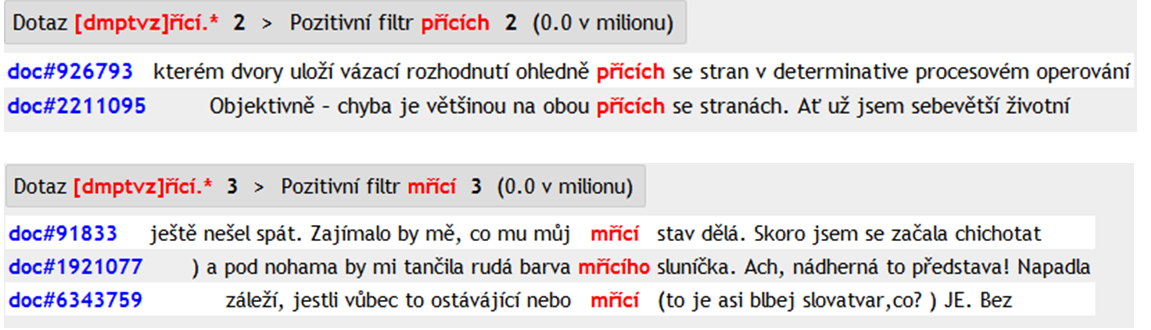 Dotaz [dmptvz]řící.* 2 > Pozitivní filtr přících 2 (0.0 v milionu)
doc#926793 kterém dvory uloží vázací rozhodnutí ohledně přících se stran v determinative procesovém operování
doc#2211095 Objektivně – chyba je většinou na obou přících se stranách. Ať už jsem sebevětší životní
Dotaz [dmptvz]řící.* 3 > Pozitivní filtr mřící 3 (0.0 v milionu)
doc#91833 ještě nešel spát. Zajímalo by mě, co mu můj mřící stav dělá. Skoro jsem se začala chichotat
doc#1921077 ) a pod nohama by mi tančila rudá barva mřícího sluníčka. Ach, nádherná to představa! Napadla
doc#6343759 záleží, jestli vůbec to ostávájící nebo mřící (to je asi blbej slovatvar,co? ) JE. Bez